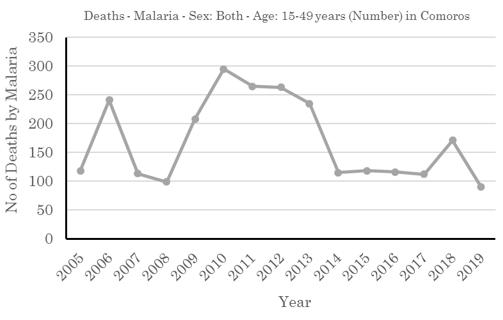 Deaths - Malaria - Sex: Both - Age: 15-49 years (Number) in Comoros
No of Deaths by Malaria
350
300
250
200
150
100
50
0
2005 2006 2007 2008 2009 2010 2011 2012 2013 2014 2015 2016 2017 2018 2019
Year